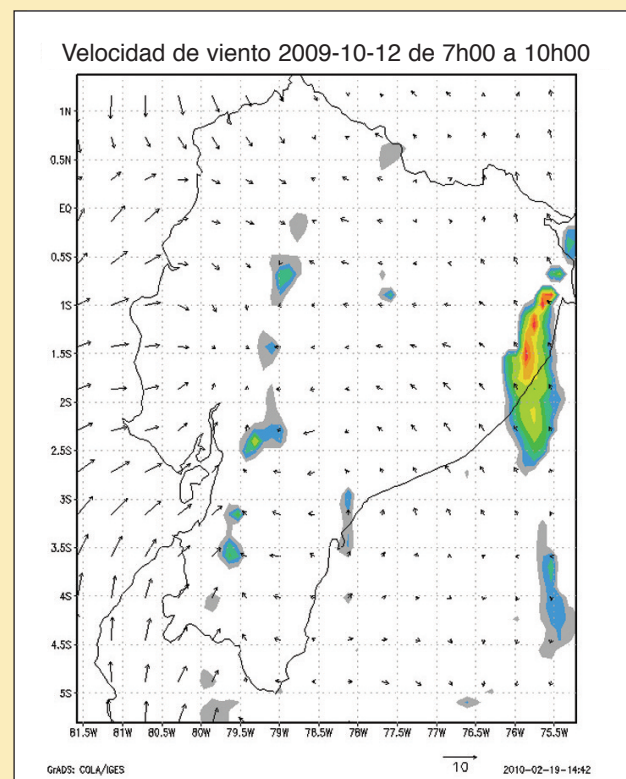 Velocidad de viento 2009-10-12 de 7h00 a 10h00
1N
0.5N
EQ
0.5S
1S
1.5S
2S
2.5S
3S
3.5S
4S
4.5S
5S
81.5W 81W 80.5W 80W 79.5W 79W 78.5W 78W 77.5W 77W 76.5W 76W 75.5W
GrADS: COLA/IGES
10
2010-02-19-14:42